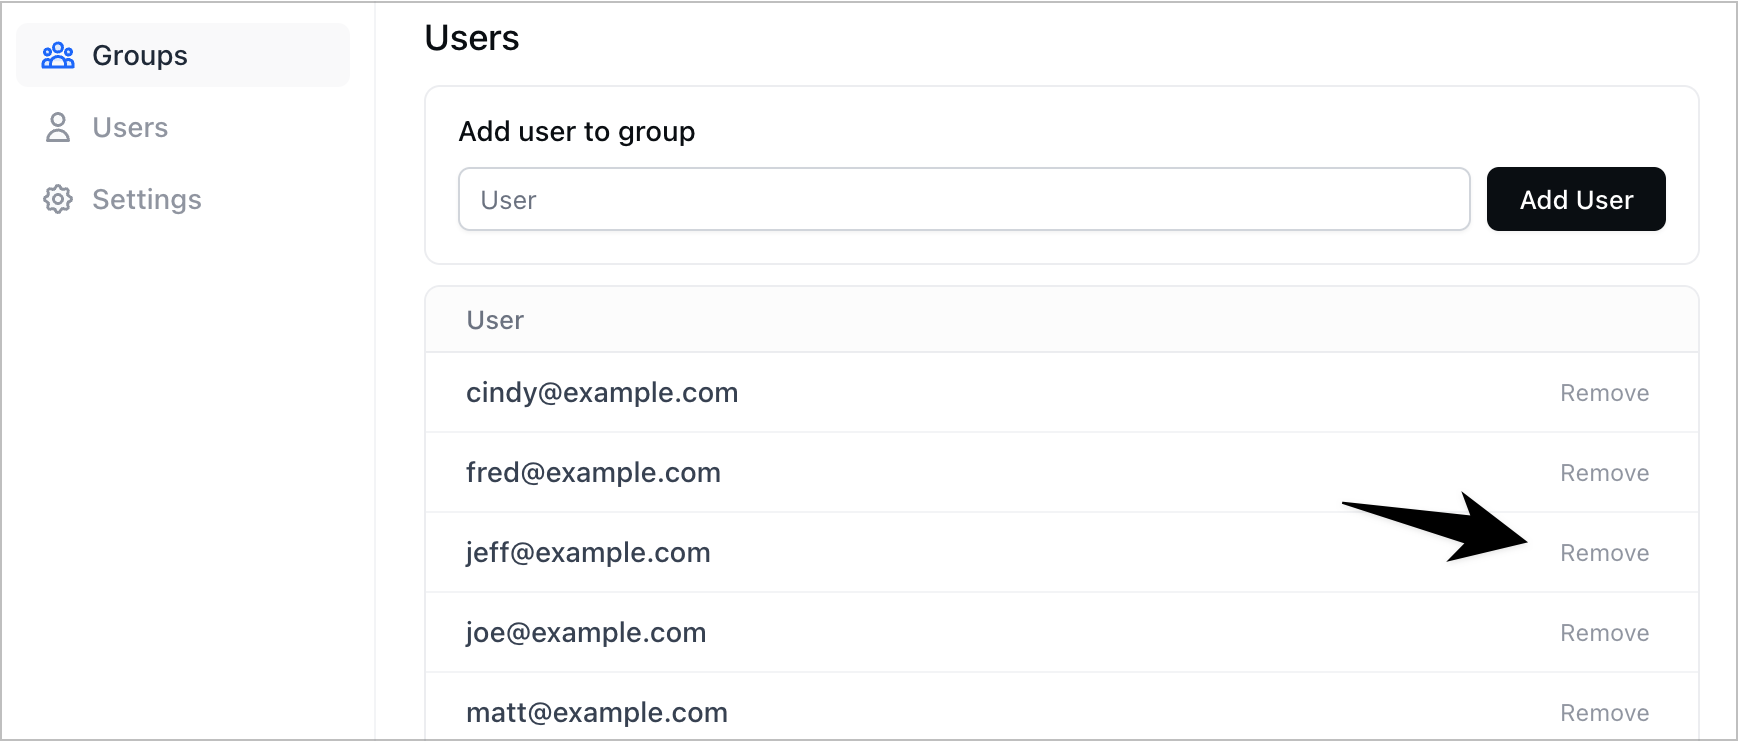 Groups
Users
Settings
Users
Add user to group
User
Add User
User
cindy@example.com Remove
fred@example.com Remove
jeff@example.com Remove
joe@example.com Remove
matt@example.com Remove